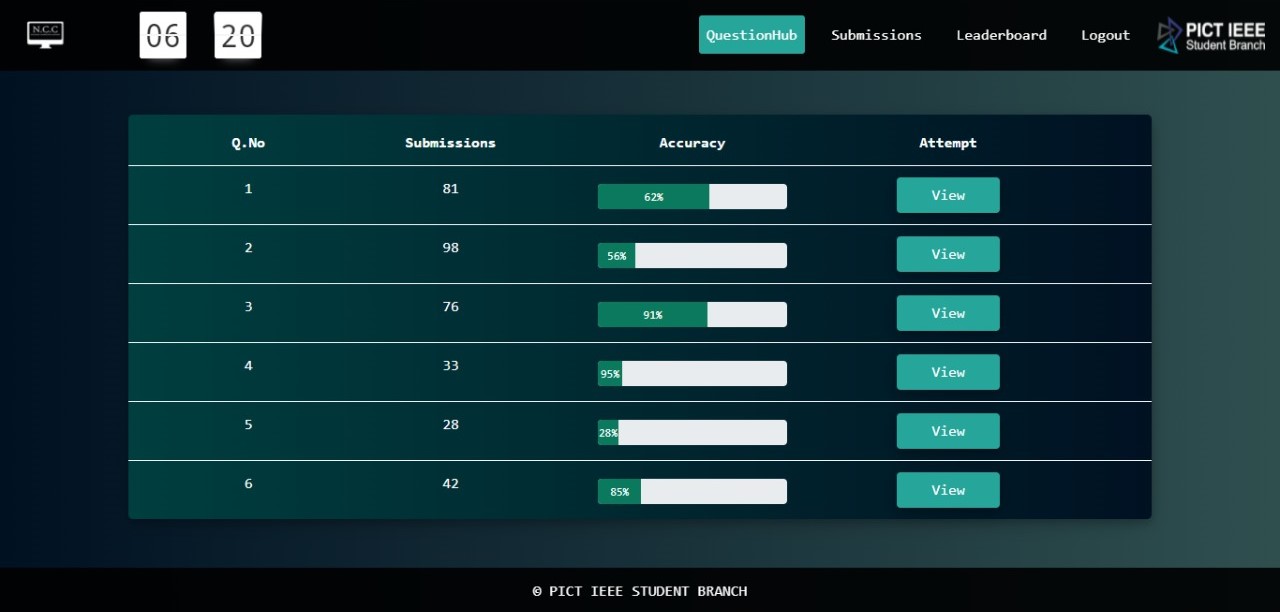 N.C.C
06 20
QuestionHub Submissions Leaderboard Logout
PICT IEEE
Student Branch
Q.No Submissions Accuracy Attempt
1 81 62% View
2 98 56% View
3 76 91% View
4 33 95% View
5 28 28% View
6 42 85% View
© PICT IEEE STUDENT BRANCH